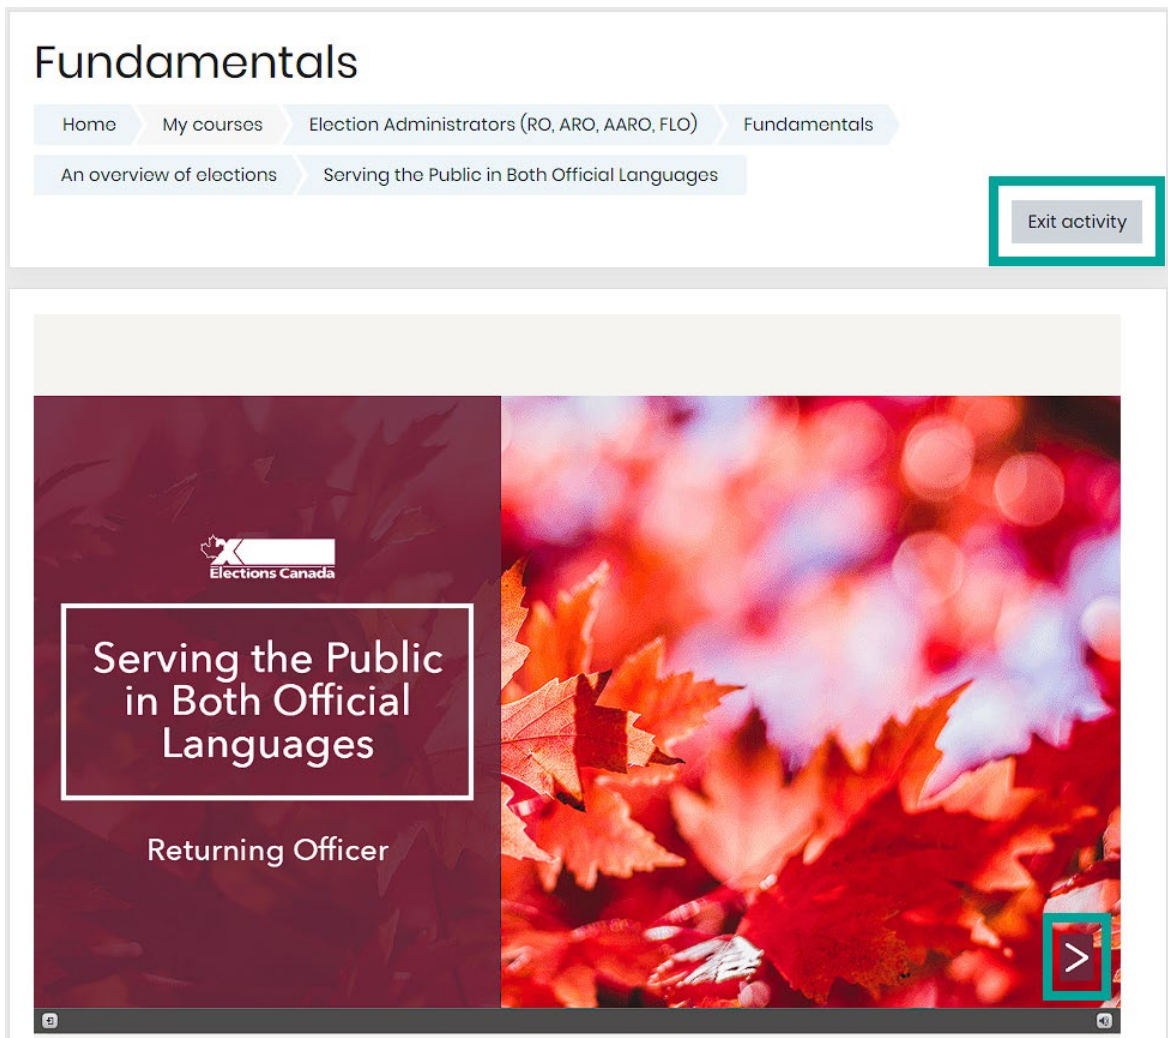 Fundamentals
Home My courses Election Administrators (RO, ARO, AARO, FLO) Fundamentals
An overview of elections Serving the Public in Both Official Languages
Exit activity
Elections Canada
Serving the Public
in Both Official
Languages
Returning Officer
>